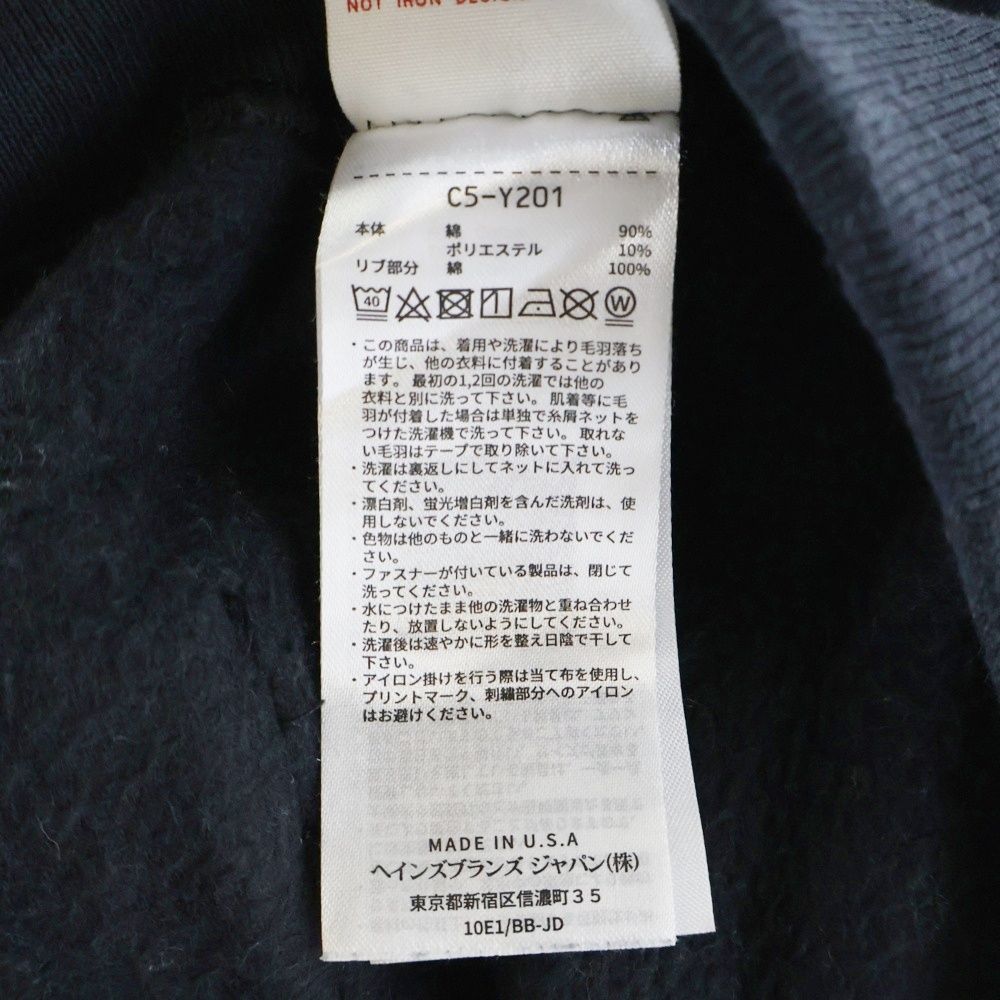 NOT IRON DESIGN
C5-Y201
本体 綿 90%
ポリエステル 10%
リブ部分 綿 100%
40 W
・この商品は、着用や洗濯により毛羽落ち
が生じ、他の衣料に付着することがあり
ます。 最初の1,2回の洗濯では他の
衣料と別に洗って下さい。 肌着等に毛
羽が付着した場合は単独で糸屑ネットを
つけた洗濯機で洗って下さい。 取れな
い毛羽はテープで取り除いて下さい。
・洗濯は裏返しにしてネットに入れて洗っ
てください。
・漂白剤、蛍光増白剤を含んだ洗剤は、使
用しないでください。
・色物は他のものと一緒に洗わないでくだ
さい。
・ファスナーが付いている製品は、閉じて
洗ってください。
・水につけたまま他の洗濯物と重ね合わせ
たり、放置しないようにしてください。
・洗濯後は速やかに形を整え日陰で干して
下さい。
・アイロン掛けを行う際は当て布を使用し、
プリントマーク、刺繍部分へのアイロン
はお避けください。
MADE IN U.S.A
ヘインズブランズ ジャパン(株)
東京都新宿区信濃町35
10E1/BB-JD